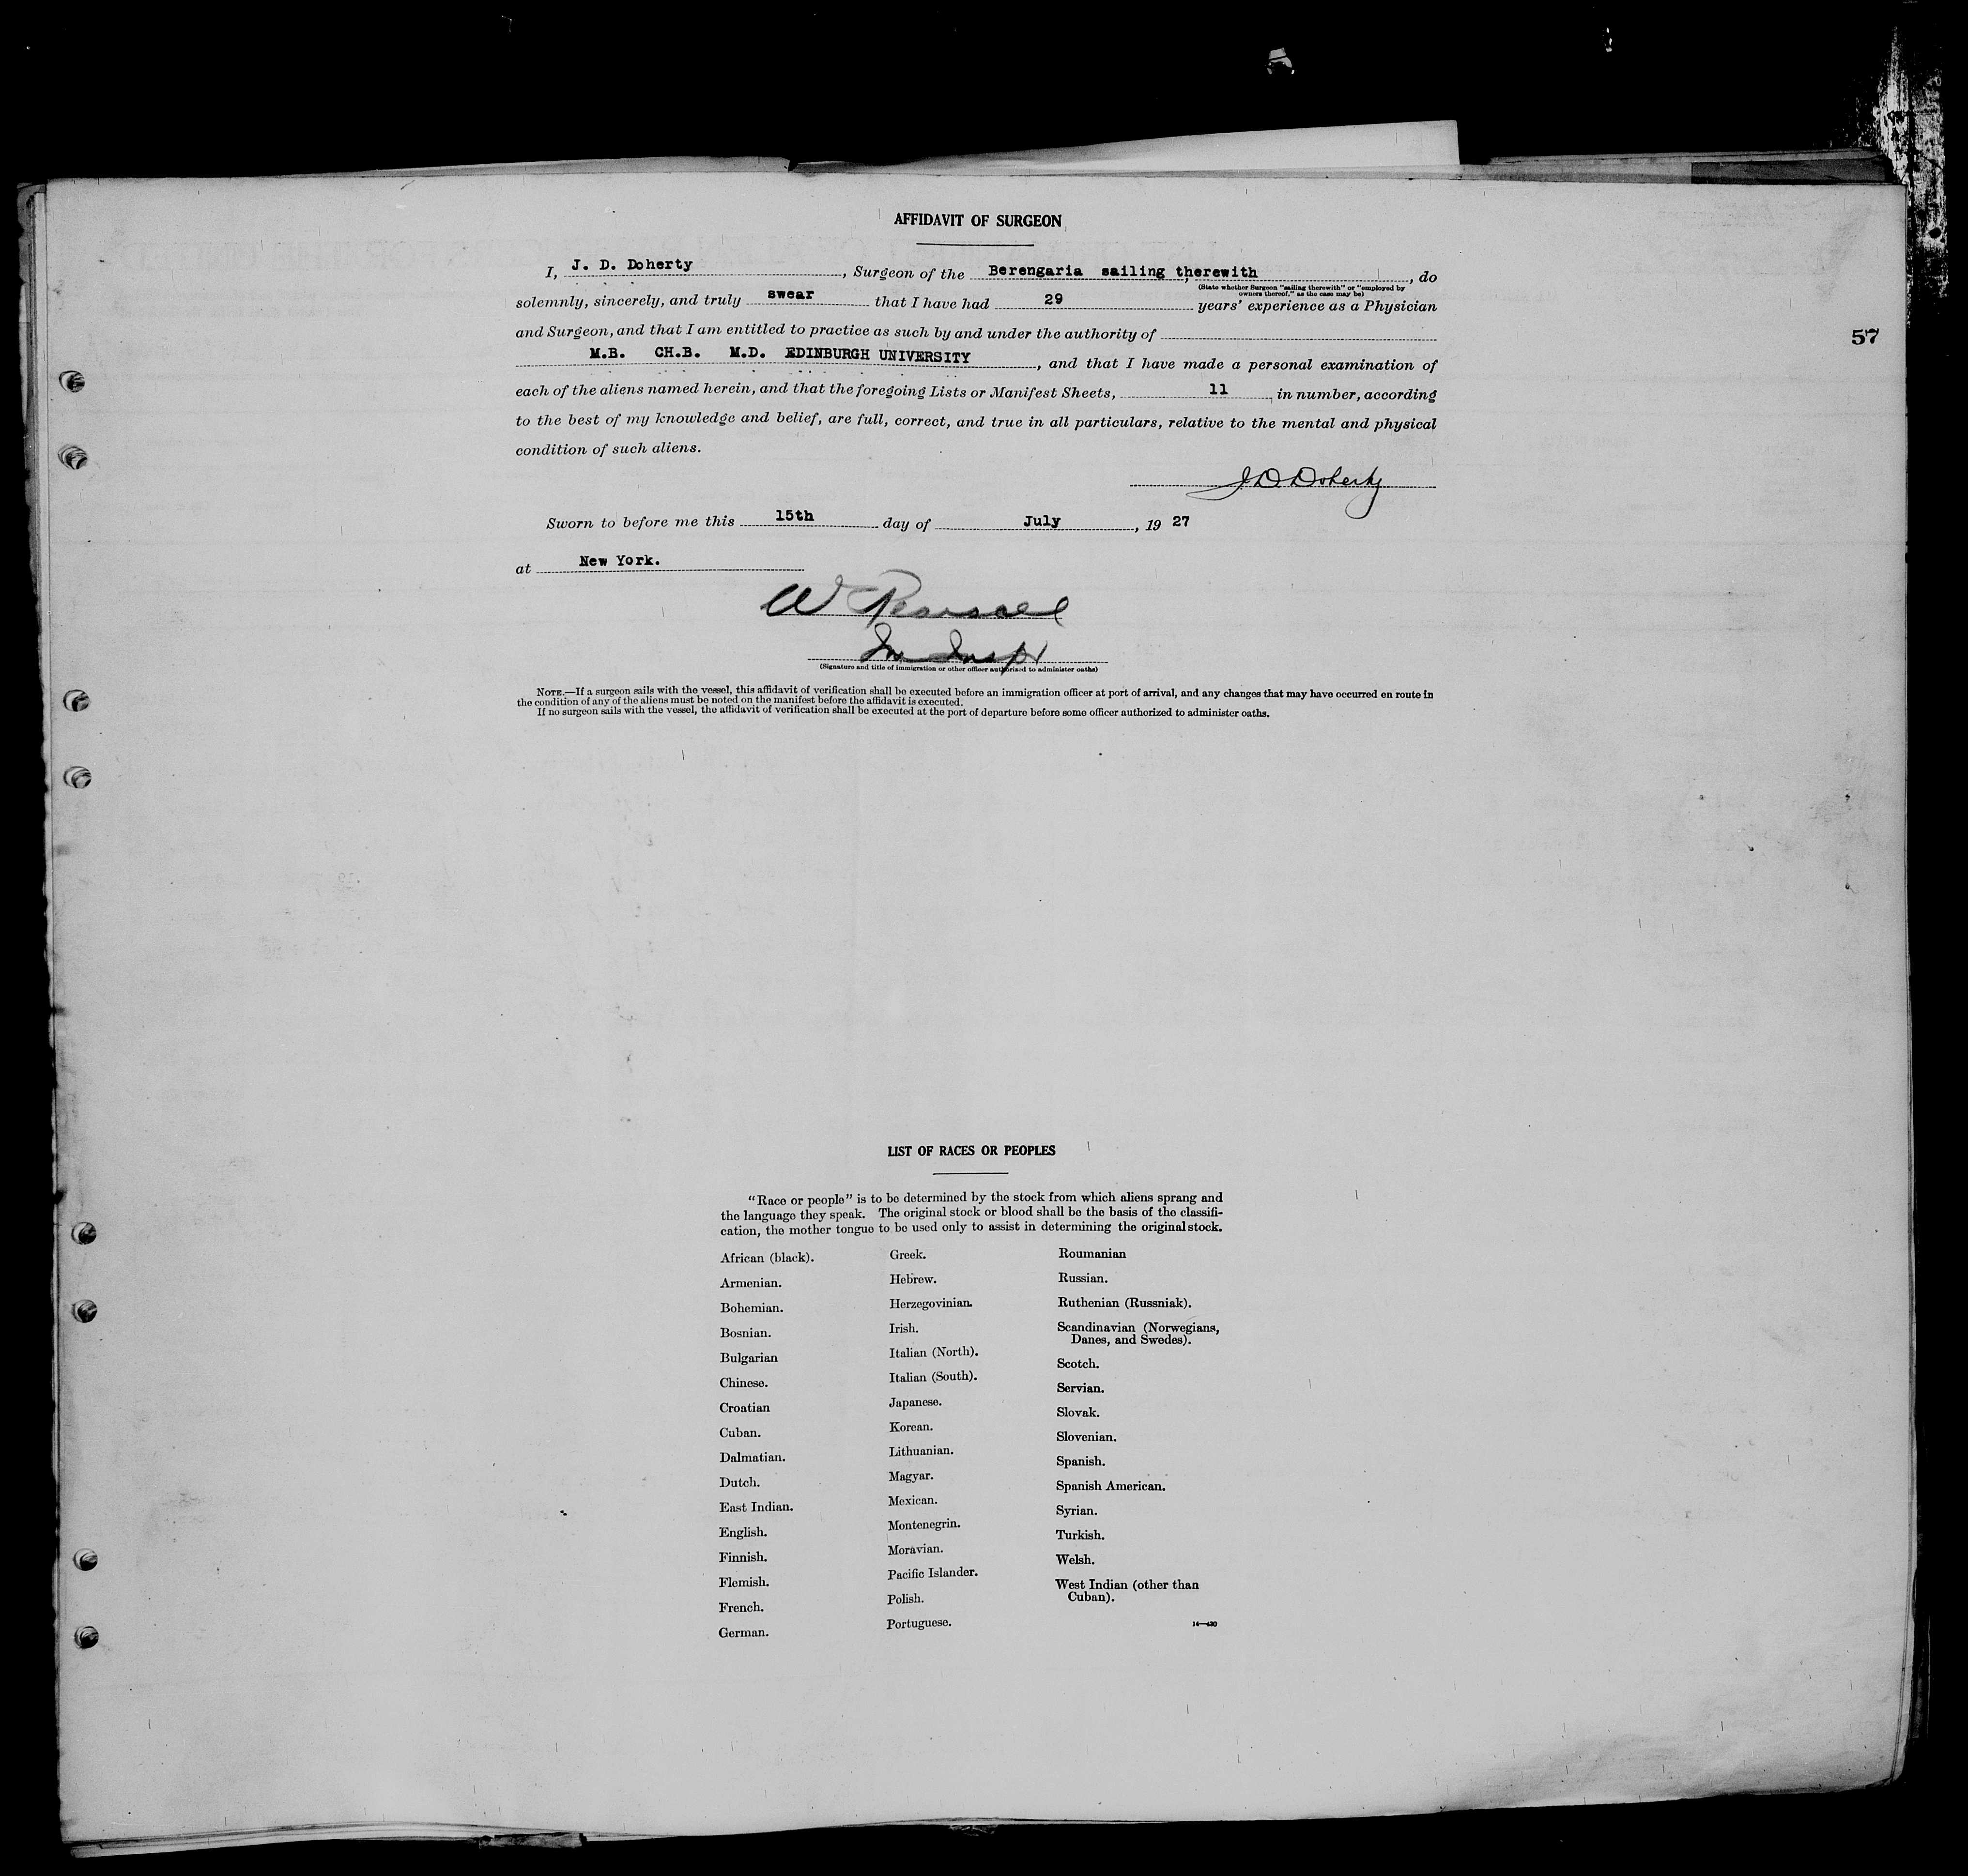 AFFIDAVIT OF SURGEON
I, J. D. Doherty, Surgeon of the Berengaria sailing therewith, do
(State whether Surgeon "sailing therewith" or "employed by
owners thereof," as the case may be)
solemnly, sincerely, and truly swear that I have had 29 years' experience as a Physician
and Surgeon, and that I am entitled to practice as such by and under the authority of
57
M.B. CH.B. M.D. EDINBURGH UNIVERSITY, and that I have made a personal examination of
each of the aliens named herein, and that the foregoing Lists or Manifest Sheets, 11, in number, according
to the best of my knowledge and belief, are full, correct, and true in all particulars, relative to the mental and physical
condition of such aliens.
J D Doherty
Sworn to before me this 15th day of July, 19 27
at New York.
W
Im Inspr
(Signature and title of immigration or other officer authorized to administer oaths)
NOTE.—If a surgeon sails with the vessel, this affidavit of verification shall be executed before an immigration officer at port of arrival, and any changes that may have occurred en route in
the condition of any of the aliens must be noted on the manifest before the affidavit is executed.
If no surgeon sails with the vessel, the affidavit of verification shall be executed at the port of departure before some officer authorized to administer oaths.
LIST OF RACES OR PEOPLES
"Race or people" is to be determined by the stock from which aliens sprang and
the language they speak. The original stock or blood shall be the basis of the classifi-
cation, the mother tongue to be used only to assist in determining the original stock.
African (black).
Armenian.
Bohemian.
Bosnian.
Bulgarian
Chinese.
Croatian
Cuban.
Dalmatian.
Dutch.
East Indian.
English.
Finnish.
Flemish.
French.
German.
Greek.
Hebrew.
Herzegovinian.
Irish.
Italian (North).
Italian (South).
Japanese.
Korean.
Lithuanian.
Magyar.
Mexican.
Montenegrin.
Moravian.
Pacific Islander.
Polish.
Portuguese.
Roumanian
Russian.
Ruthenian (Russniak).
Scandinavian (Norwegians,
Danes, and Swedes).
Scotch.
Servian.
Slovak.
Slovenian.
Spanish.
Spanish American.
Syrian.
Turkish.
Welsh.
West Indian (other than
Cuban).
14—430